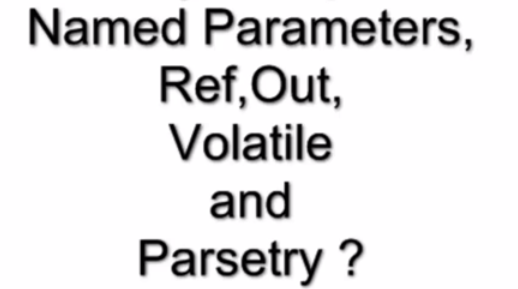 Named Parameters,
Ref,Out,
Volatile
and
Parsetry ?